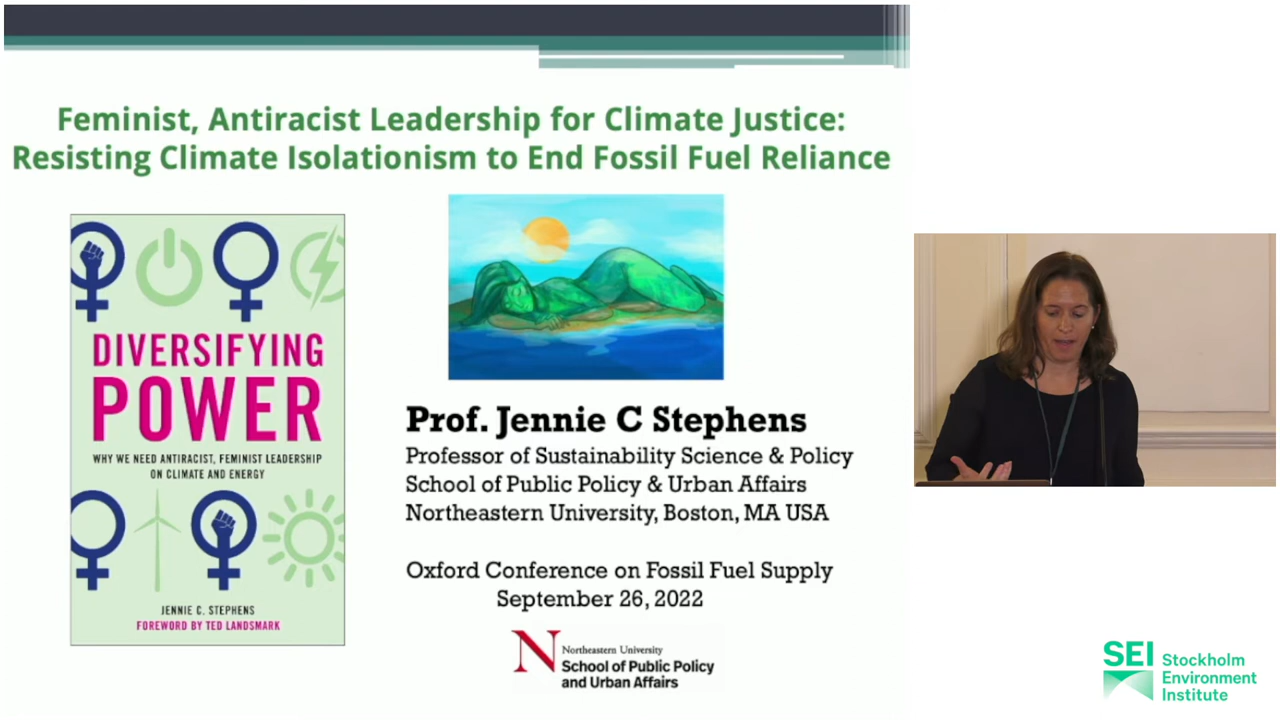 Feminist, Antiracist Leadership for Climate Justice:
Resisting Climate Isolationism to End Fossil Fuel Reliance
DIVERSIFYING
POWER
WHY WE NEED ANTIRACIST, FEMINIST LEADERSHIP
ON CLIMATE AND ENERGY
JENNIE C. STEPHENS
FOREWORD BY TED LANDSMARK
Prof. Jennie C Stephens
Professor of Sustainability Science & Policy
School of Public Policy & Urban Affairs
Northeastern University, Boston, MA USA
Oxford Conference on Fossil Fuel Supply
September 26, 2022
N
Northeastern University
School of Public Policy
and Urban Affairs
SEI
Stockholm
Environment
Institute